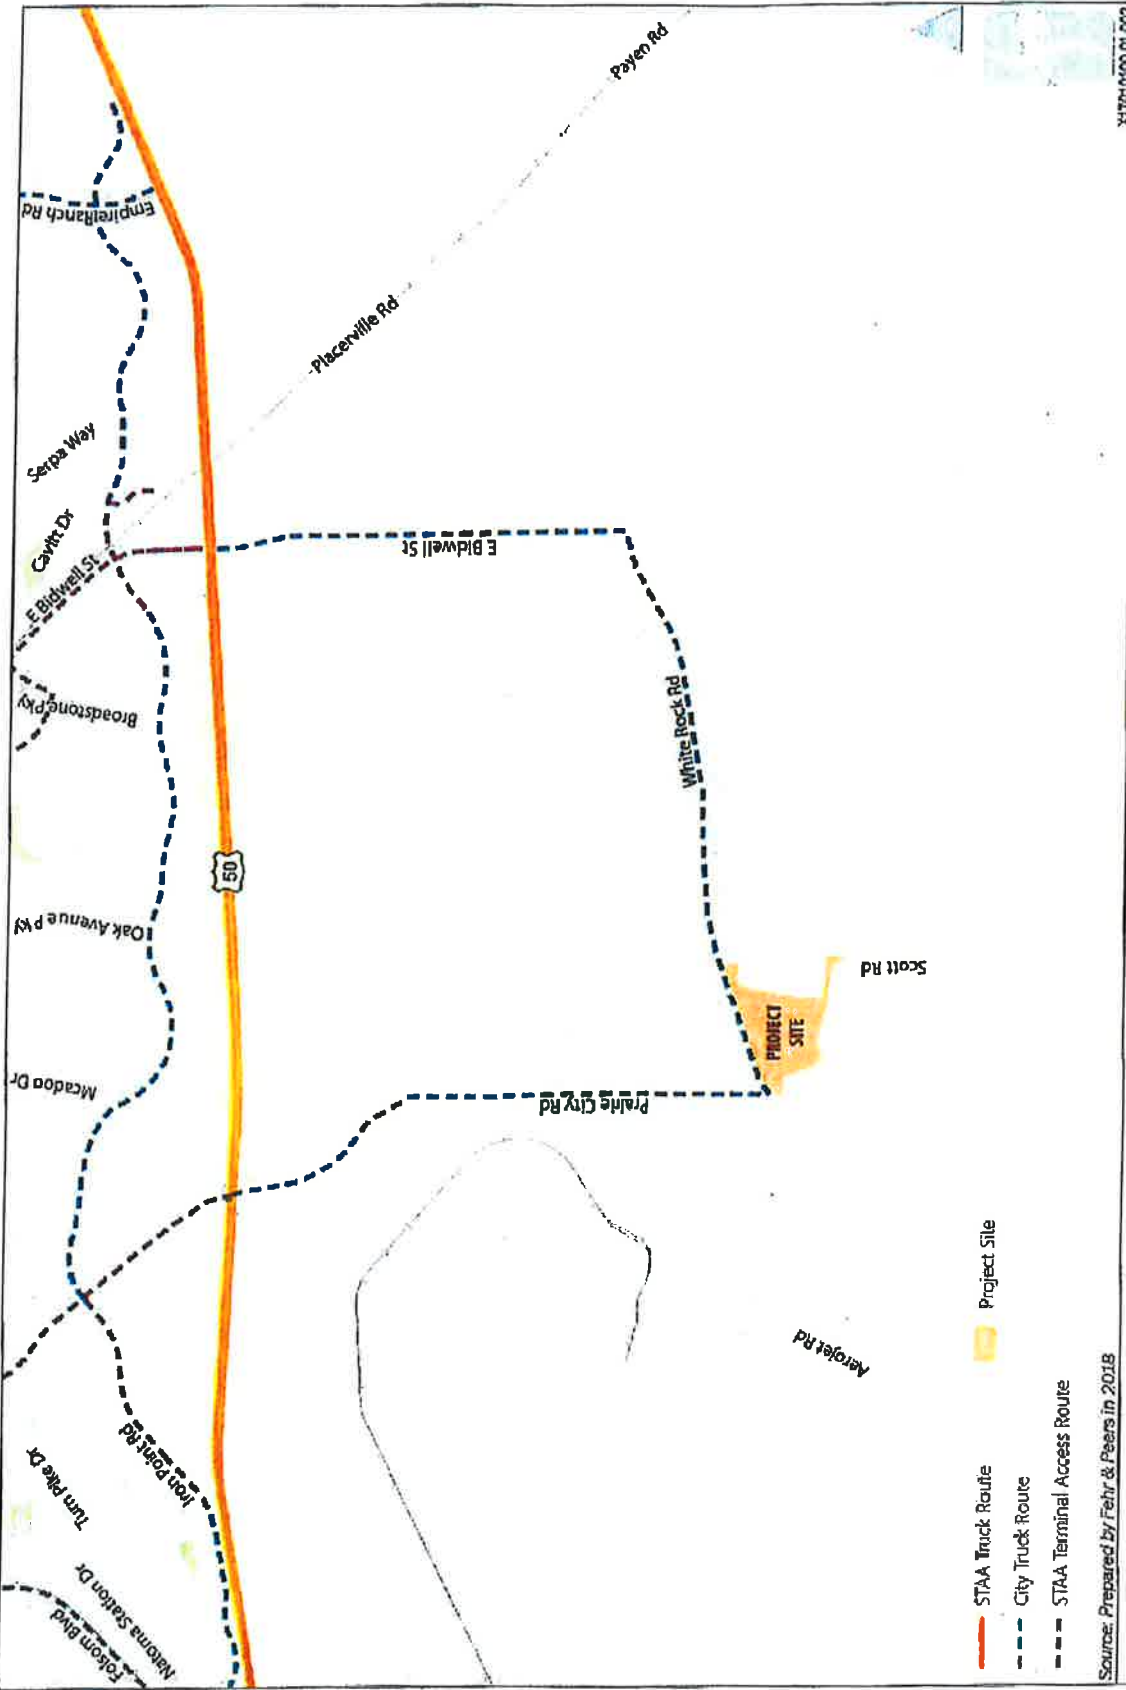 Folsom Blvd
Natoma Station Dr
Turn Pike Dr
Iron Point Rd
Meadon Dr
Oak Avenue Pky
Broadstone Pky
E Bidwell St
Cavitt Dr
Serpa Way
Empire Ranch Rd
50
Placerville Rd
Payen Rd
E Bidwell St
White Rock Rd
Prairie City Rd
PROJECT
SITE
Scott Rd
Aerojet Rd
STAA Truck Route
City Truck Route
STAA Terminal Access Route
Project Site
Source: Prepared by Fehr & Peers in 2018